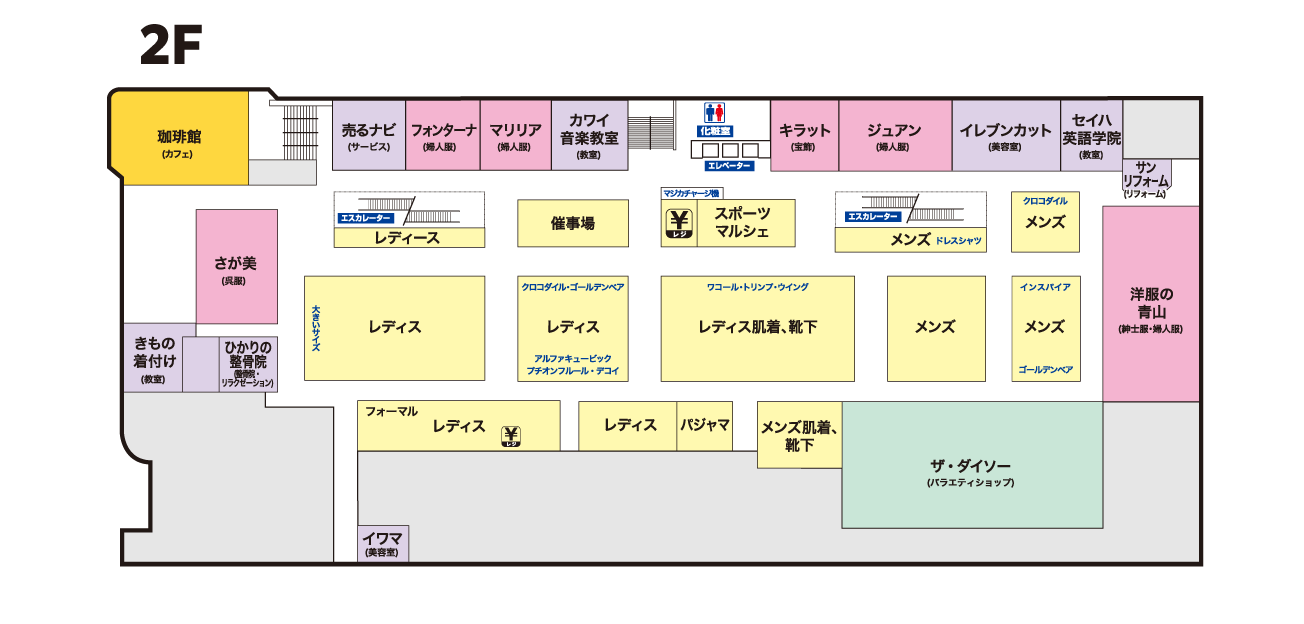 2F
珈琲館
(カフェ)
売るナビ
(サービス)
フォンターナ
(婦人服)
マリリア
(婦人服)
カワイ
音楽教室
(教室)
化粧室
エレベーター
キラット
(宝飾)
ジュアン
(婦人服)
イレブンカット
(美容室)
セイハ
英語学院
(教室)
サン
リフォーム
(リフォーム)
エスカレーター
レディース
催事場
マジカチャージ機
¥
レジ
スポーツ
マルシェ
エスカレーター
メンズ ドレスシャツ
クロコダイル
メンズ
さが美
(呉服)
洋服の
青山
(紳士服・婦人服)
大きいサイズ
レディス
クロコダイル・ゴールデンベア
レディス
アルファキュービック
プチオンフルール・デコイ
ワコール・トリンプ・ウイング
レディス肌着、靴下
メンズ
インスパイア
メンズ
ゴールデンベア
きもの
着付け
(教室)
ひかりの
整骨院
(整骨院・
リラクゼーション)
フォーマル
レディス
¥
レジ
レディス
パジャマ
メンズ肌着、
靴下
ザ・ダイソー
(バラエティショップ)
イワマ
(美容室)